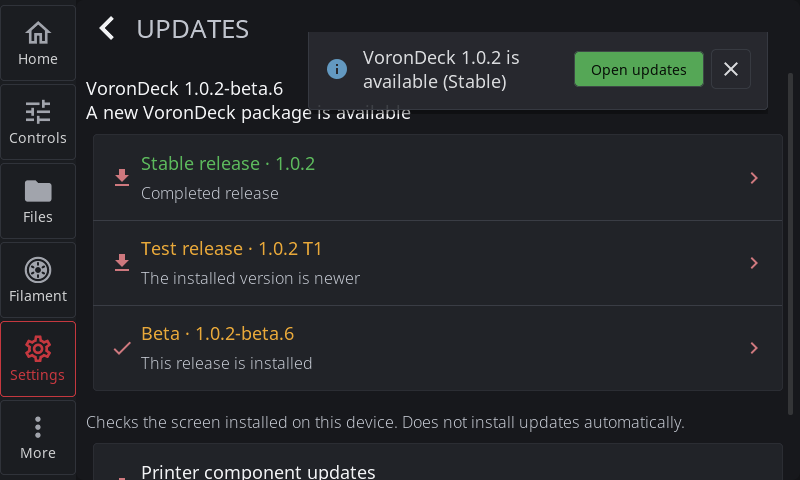 Home
Controls
Files
Filament
Settings
More
UPDATES
VoronDeck 1.0.2 is
available (Stable)
Open updates
VoronDeck 1.0.2-beta.6
A new VoronDeck package is available
Stable release · 1.0.2
Completed release
Test release · 1.0.2 T1
The installed version is newer
Beta · 1.0.2-beta.6
This release is installed
Checks the screen installed on this device. Does not install updates automatically.
Printer component updates